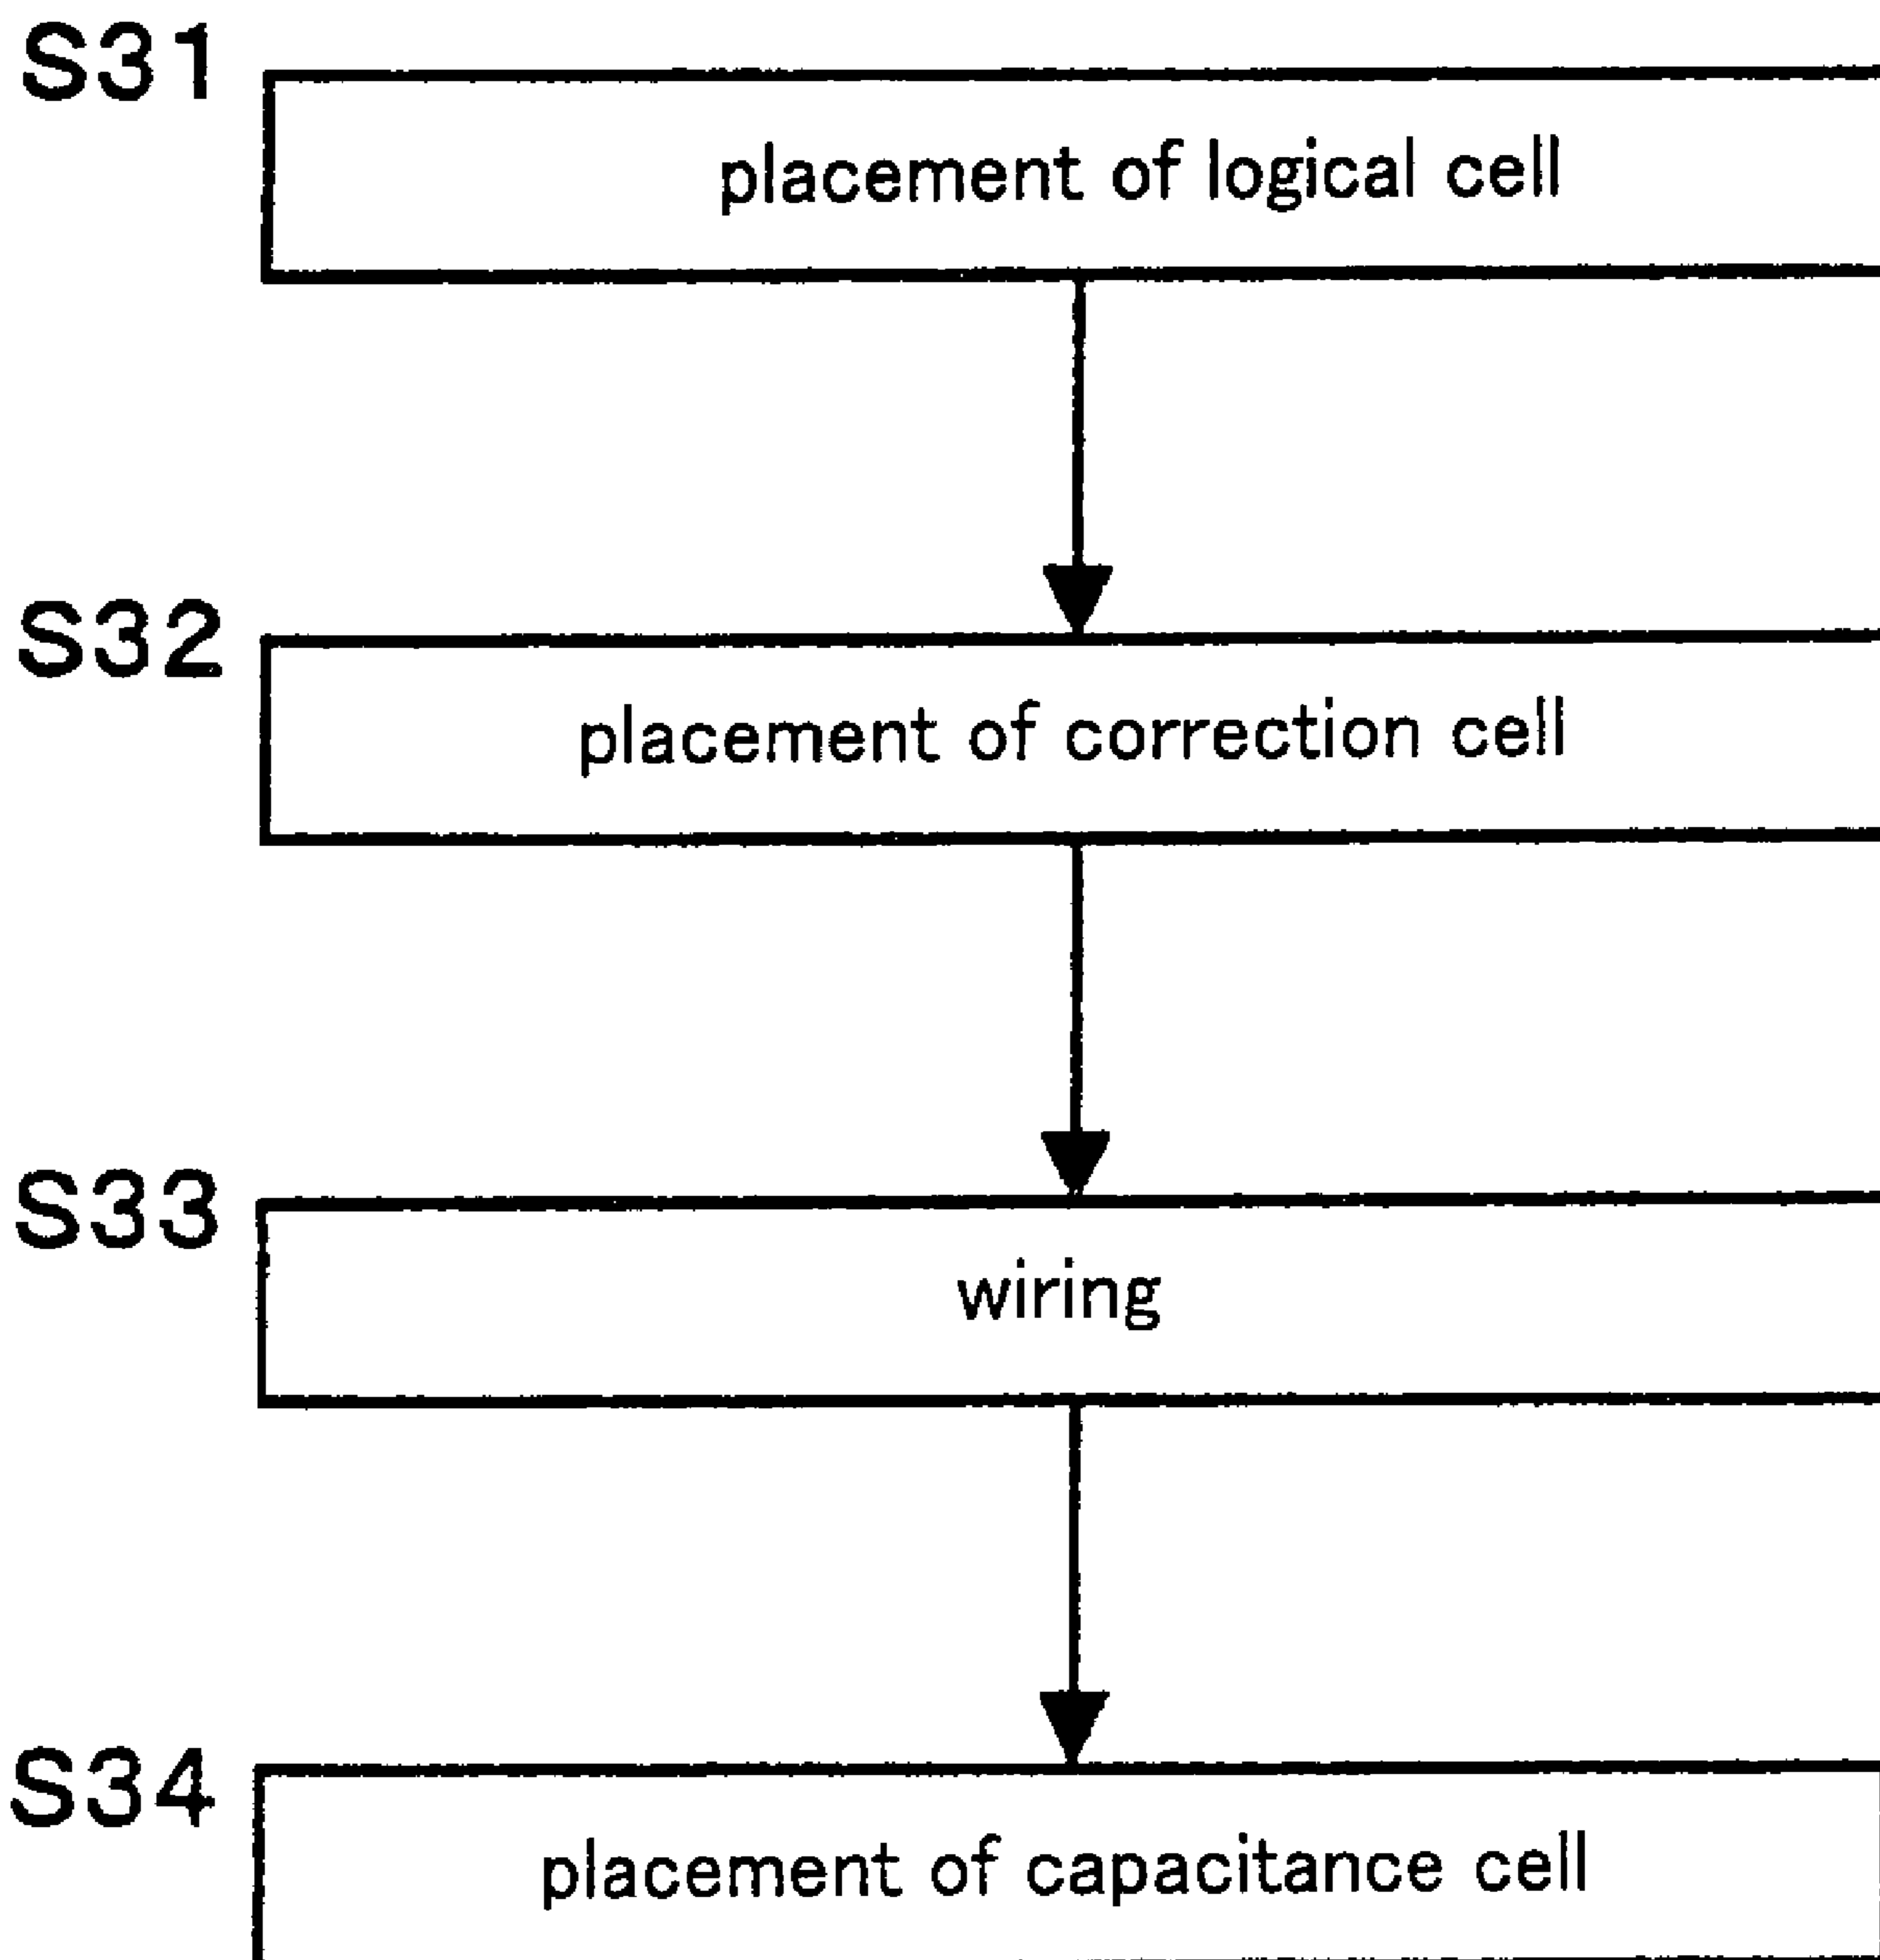 S31
placement of logical cell
S32
placement of correction cell
S33
wiring
S34
placement of capacitance cell